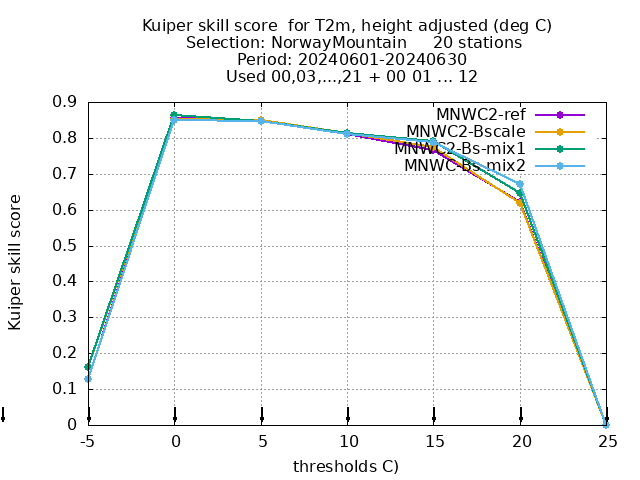 Kuiper skill score  for T2m, height adjusted (deg C)
Selection: NorwayMountain     20 stations
Period: 20240601-20240630
Used 00,03,...,21 + 00 01 ... 12
MNWC2-ref
MNWC2-Bscale
MNWC2-Bs-mix1
MNWC-Bs-mix2
Kuiper skill score
0.9
0.8
0.7
0.6
0.5
0.4
0.3
0.2
0.1
0
-5 0 5 10 15 20 25
thresholds C)